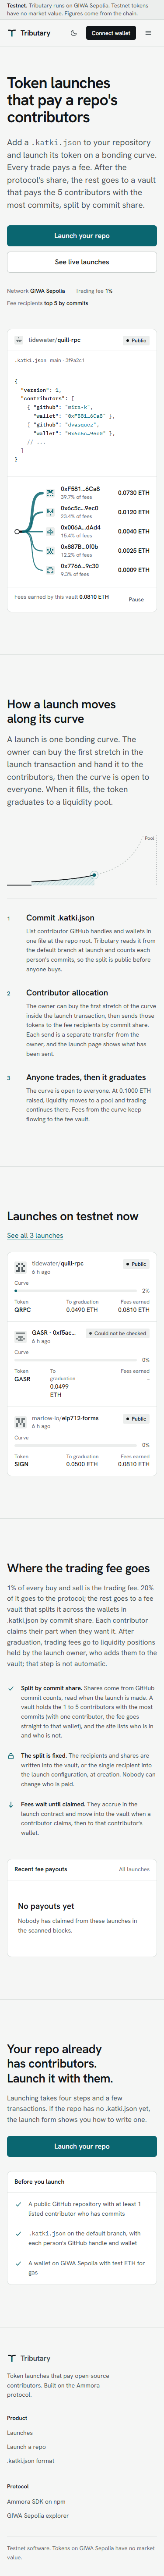 Testnet. Tributary runs on GIWA Sepolia. Testnet tokens
have no market value. Figures come from the chain.
Tributary
Connect wallet
Token launches
that pay a repo's
contributors
Add a .katki.json to your repository
and launch its token on a bonding curve.
Every trade pays a fee. After the
protocol's share, the rest goes to a vault
that pays the 5 contributors with the
most commits, split by commit share.
Launch your repo
See live launches
Network GIWA Sepolia
Trading fee 1%
Fee recipients top 5 by commits
tidewater/quill-rpc
Public
.katki.json · main · 3f9a2c1
{
"version": 1,
"contributors": [
{ "github": "mira-k",
"wallet": "0xF581…6Ca8" },
{ "github": "dvasquez",
"wallet": "0x6c5c…9ec0" },
// ...
]
}
0xF581…6Ca8
39.7% of fees
0.0730 ETH
0x6c5c…9ec0
23.4% of fees
0.0120 ETH
0x006A…dAd4
15.4% of fees
0.0040 ETH
0x887B…0f0b
12.2% of fees
0.0025 ETH
0x7766…9c30
9.3% of fees
0.0009 ETH
Fees earned by this vault 0.0810 ETH
Pause
How a launch moves
along its curve
A launch is one bonding curve. The
owner can buy the first stretch in the
launch transaction and hand it to the
contributors, then the curve is open to
everyone. When it fills, the token
graduates to a liquidity pool.
Pool
1
Commit .katki.json
List contributor GitHub handles and wallets in
one file at the repo root. Tributary reads it from
the default branch at launch and counts each
person's commits, so the split is public before
anyone buys.
2
Contributor allocation
The owner can buy the first stretch of the curve
inside the launch transaction, then sends those
tokens to the fee recipients by commit share.
Each send is a separate transfer from the
owner, and the launch page shows what has
been sent.
3
Anyone trades, then it graduates
The curve is open to everyone. At 0.1000 ETH
raised, liquidity moves to a pool and trading
continues there. Fees from the curve keep
flowing to the fee vault.
Launches on testnet now
See all 3 launches
tidewater/quill-rpc
6 h ago
Public
Curve
2%
Token
QRPC
To graduation
0.0490 ETH
Fees earned
0.0810 ETH
GASR · 0xf5ac…
6 h ago
Could not be checked
Curve
0%
Token
GASR
To
graduation
0.0499
ETH
Fees earned
-
marlow-io/eip712-forms
6 h ago
Public
Curve
0%
Token
SIGN
To graduation
0.0500 ETH
Fees earned
0.0810 ETH
Where the trading fee goes
1% of every buy and sell is the trading fee. 20%
of it goes to the protocol; the rest goes to a
vault that splits it across the wallets in
.katki.json by commit share. Each contributor
claims their part when they want it. After
graduation, trading fees go to liquidity positions
held by the launch owner, who adds them to the
vault; that step is not automatic.
Split by commit share. Shares come from GitHub
commit counts, read when the launch is made. A
vault holds the 1 to 5 contributors with the most
commits (with one contributor, the fee goes
straight to that wallet), and the site lists who is in
and who is not.
The split is fixed. The recipients and shares are
written into the vault, or the single recipient into
the launch configuration, at creation. Nobody can
change who is paid.
Fees wait until claimed. They accrue in the
launch contract and move into the vault when a
contributor claims, then to that contributor's
wallet.
Recent fee payouts
All launches
No payouts yet
Nobody has claimed from these launches in
the scanned blocks.
Your repo already
has contributors.
Launch it with them.
Launching takes four steps and a few
transactions. If the repo has no .katki.json yet,
the launch form shows you how to write one.
Launch your repo
Before you launch
A public GitHub repository with at least 1
listed contributor who has commits
.katki.json on the default branch, with
each person's GitHub handle and wallet
A wallet on GIWA Sepolia with test ETH for
gas
Tributary
Token launches that pay open-source
contributors. Built on the Ammora
protocol.
Product
Launches
Launch a repo
.katki.json format
Protocol
Ammora SDK on npm
GIWA Sepolia explorer
Testnet software. Tokens on GIWA Sepolia have no market
value.